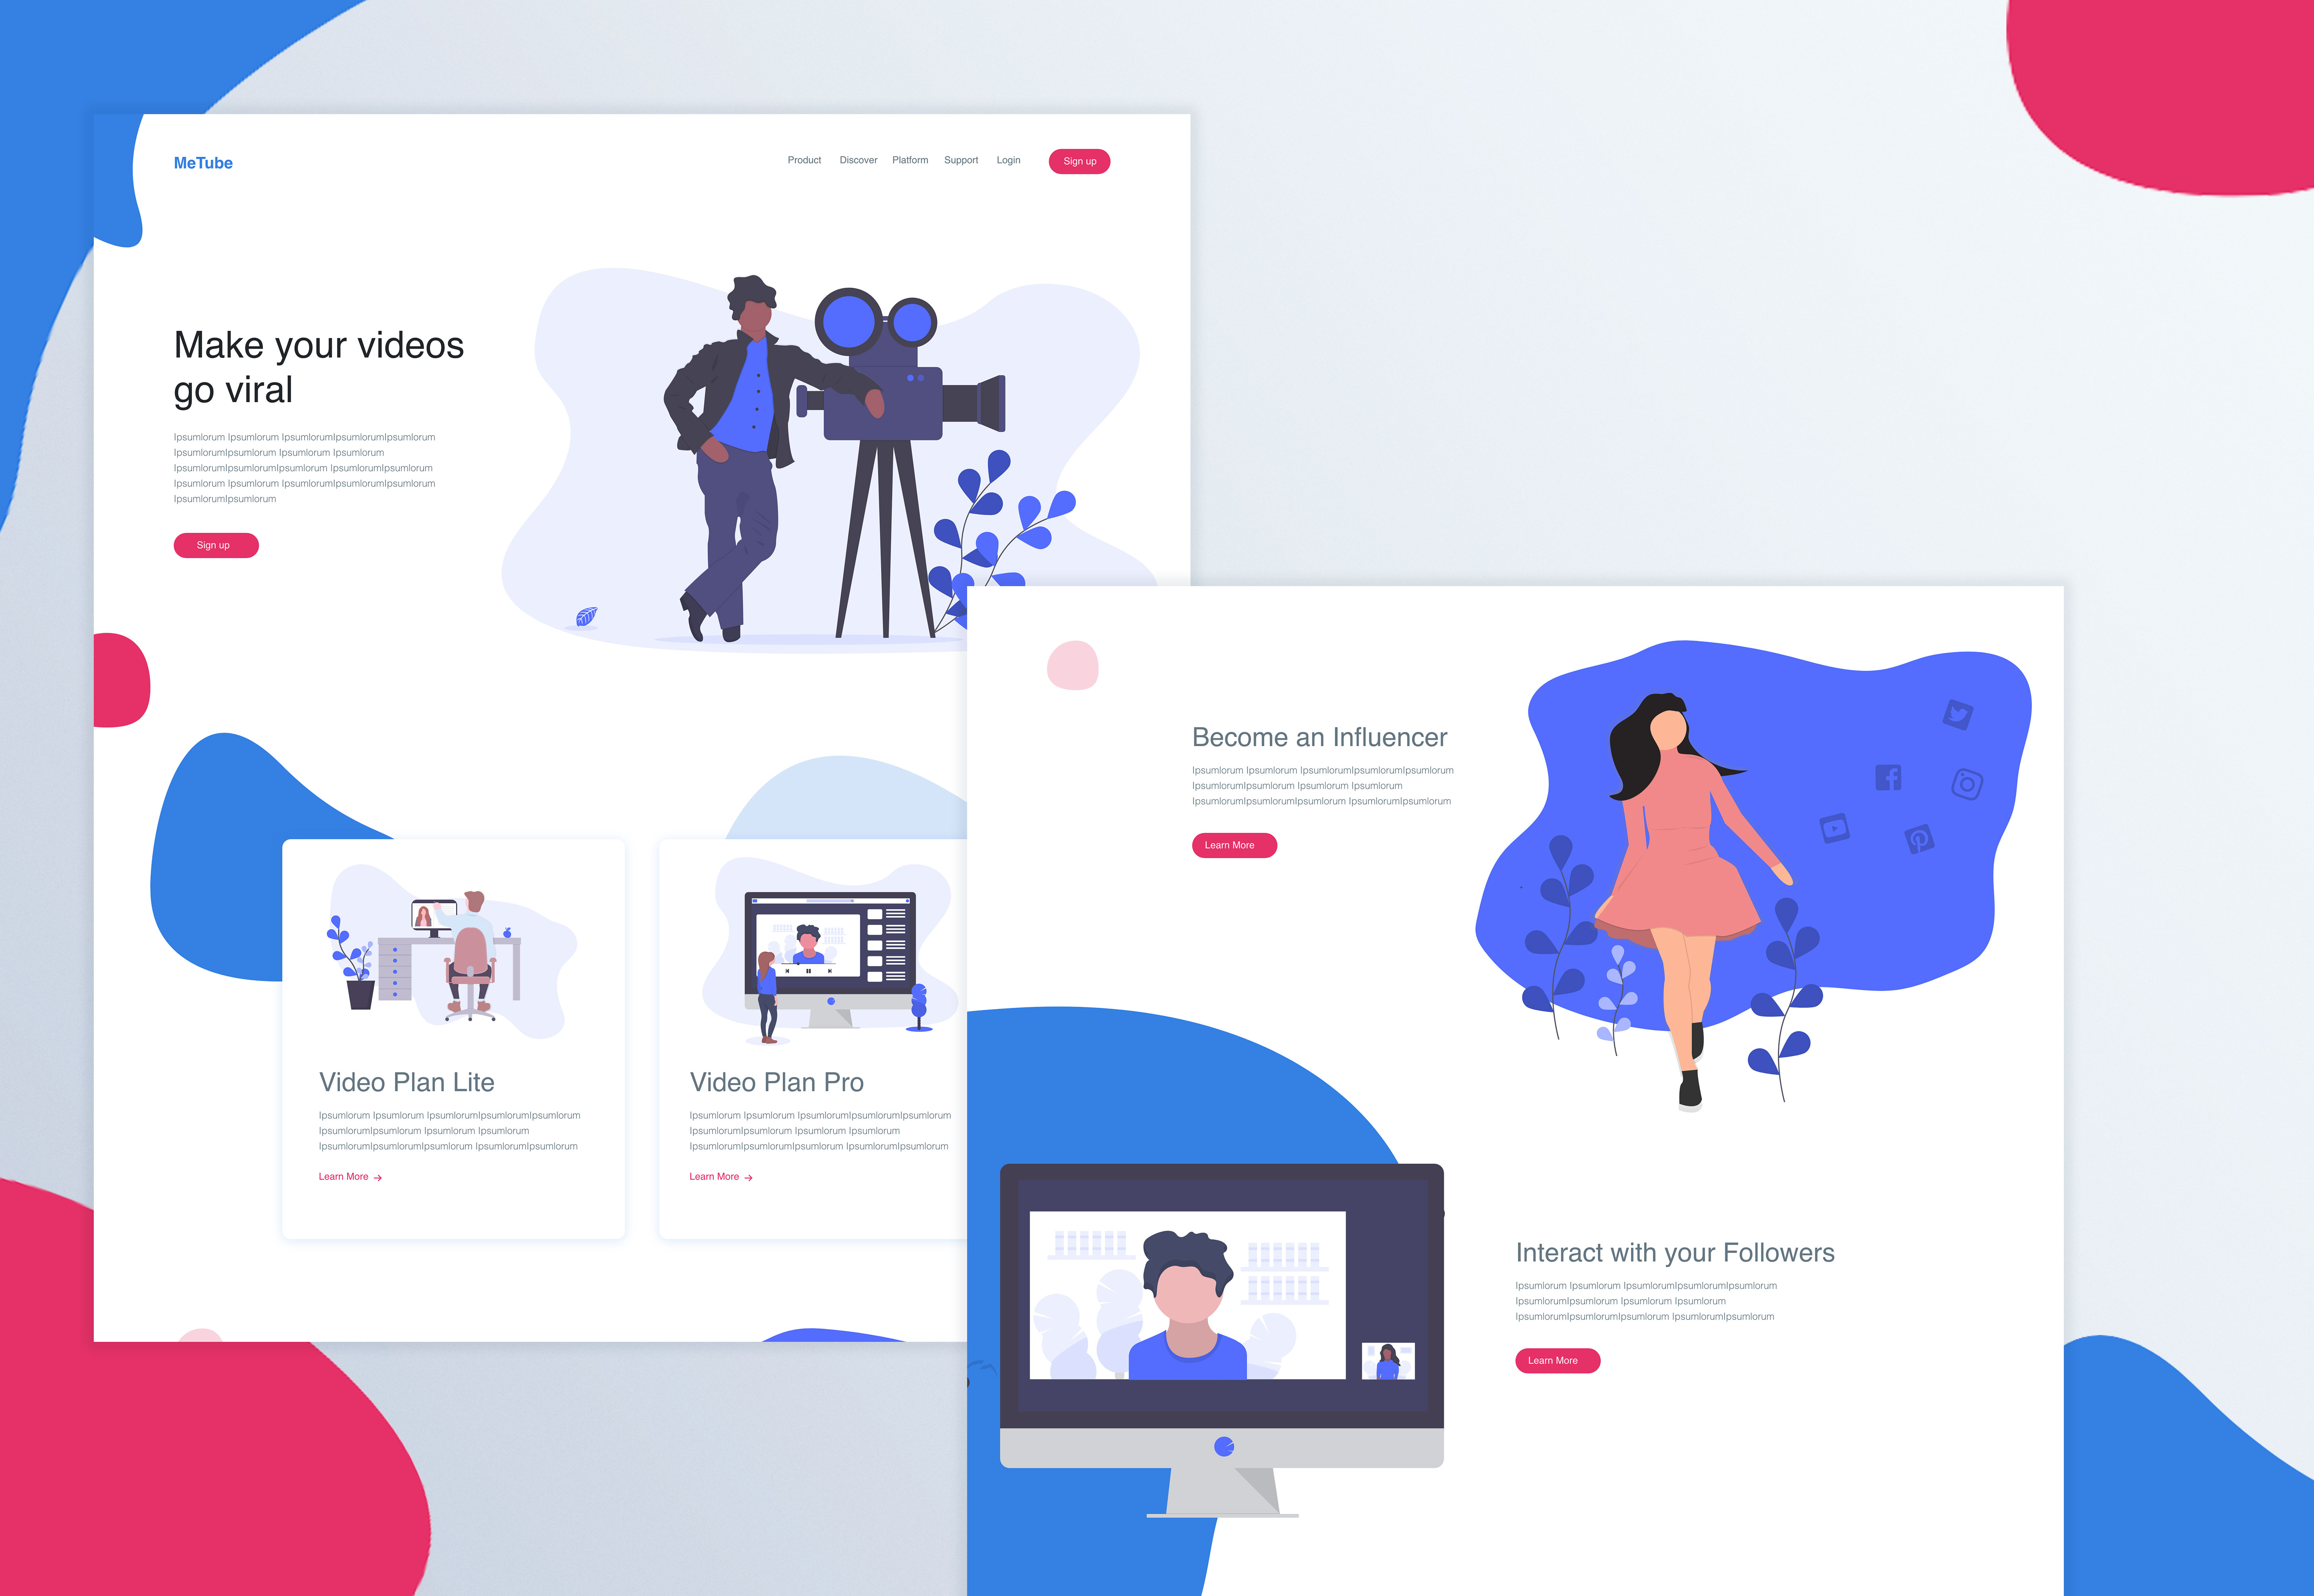 MeTube
Product Discover Platform Support Login Sign up
Make your videos
go viral
Ipsumlorum Ipsumlorum IpsumlorumIpsumlorumIpsumlorum
IpsumlorumIpsumlorum Ipsumlorum Ipsumlorum
IpsumlorumIpsumlorumIpsumlorum IpsumlorumIpsumlorum
Ipsumlorum Ipsumlorum IpsumlorumIpsumlorumIpsumlorum
IpsumlorumIpsumlorum
Sign up
Video Plan Lite
Ipsumlorum Ipsumlorum IpsumlorumIpsumlorumIpsumlorum
IpsumlorumIpsumlorum Ipsumlorum Ipsumlorum
IpsumlorumIpsumlorumIpsumlorum IpsumlorumIpsumlorum
Learn More →
Video Plan Pro
Ipsumlorum Ipsumlorum IpsumlorumIpsumlorumIpsumlorum
IpsumlorumIpsumlorum Ipsumlorum Ipsumlorum
IpsumlorumIpsumlorumIpsumlorum IpsumlorumIpsumlorum
Learn More →
Become an Influencer
Ipsumlorum Ipsumlorum IpsumlorumIpsumlorumIpsumlorum
IpsumlorumIpsumlorum Ipsumlorum Ipsumlorum
IpsumlorumIpsumlorumIpsumlorum IpsumlorumIpsumlorum
Learn More
Interact with your Followers
Ipsumlorum Ipsumlorum IpsumlorumIpsumlorumIpsumlorum
IpsumlorumIpsumlorum Ipsumlorum Ipsumlorum
IpsumlorumIpsumlorumIpsumlorum IpsumlorumIpsumlorum
Learn More